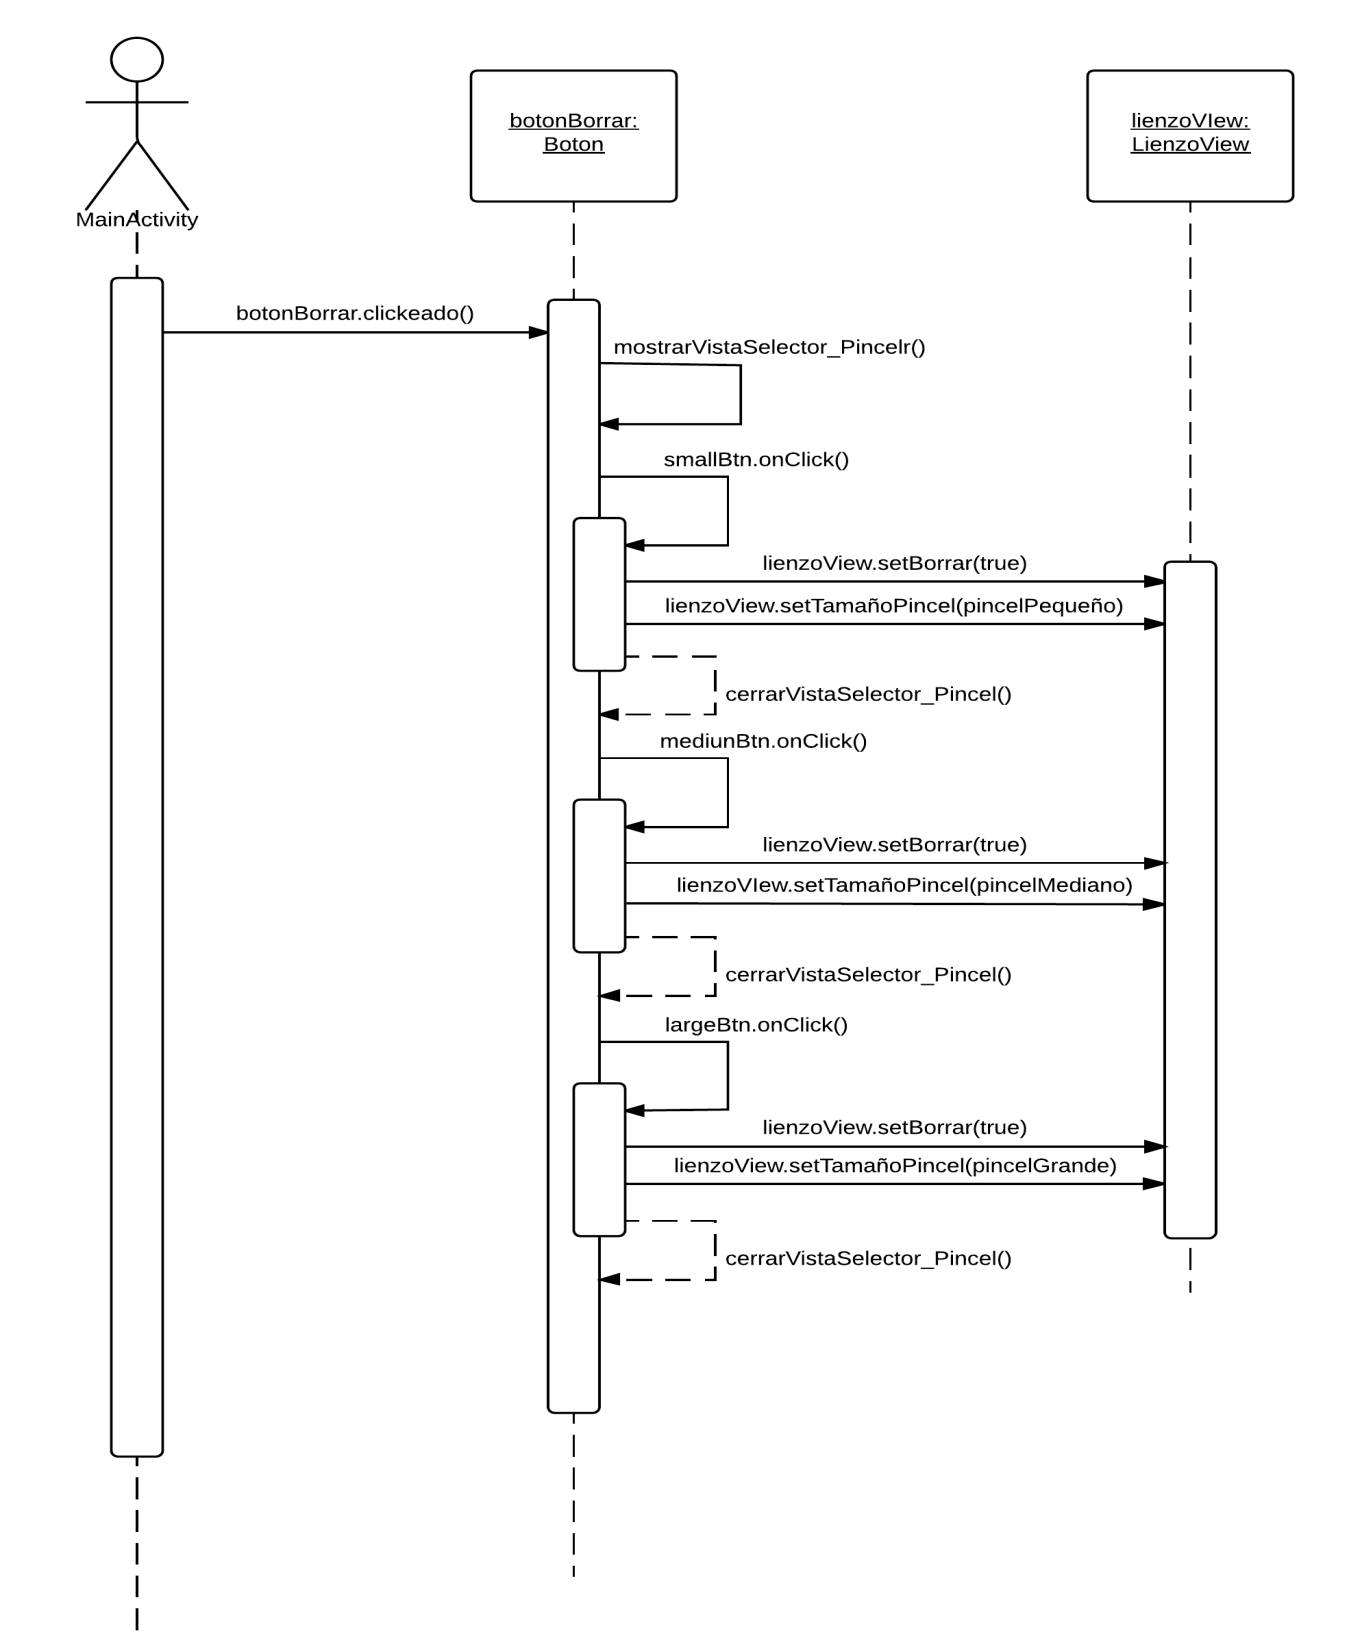 botonBorrar:
Boton
lienzoVIew:
LienzoView
MainActivity
botonBorrar.clickeado()
mostrarVistaSelector_Pincelr()
smallBtn.onClick()
lienzoView.setBorrar(true)
lienzoView.setTamañoPincel(pincelPequeño)
cerrarVistaSelector_Pincel()
mediunBtn.onClick()
lienzoView.setBorrar(true)
lienzoVIew.setTamañoPincel(pincelMediano)
cerrarVistaSelector_Pincel()
largeBtn.onClick()
lienzoView.setBorrar(true)
lienzoView.setTamañoPincel(pincelGrande)
cerrarVistaSelector_Pincel()